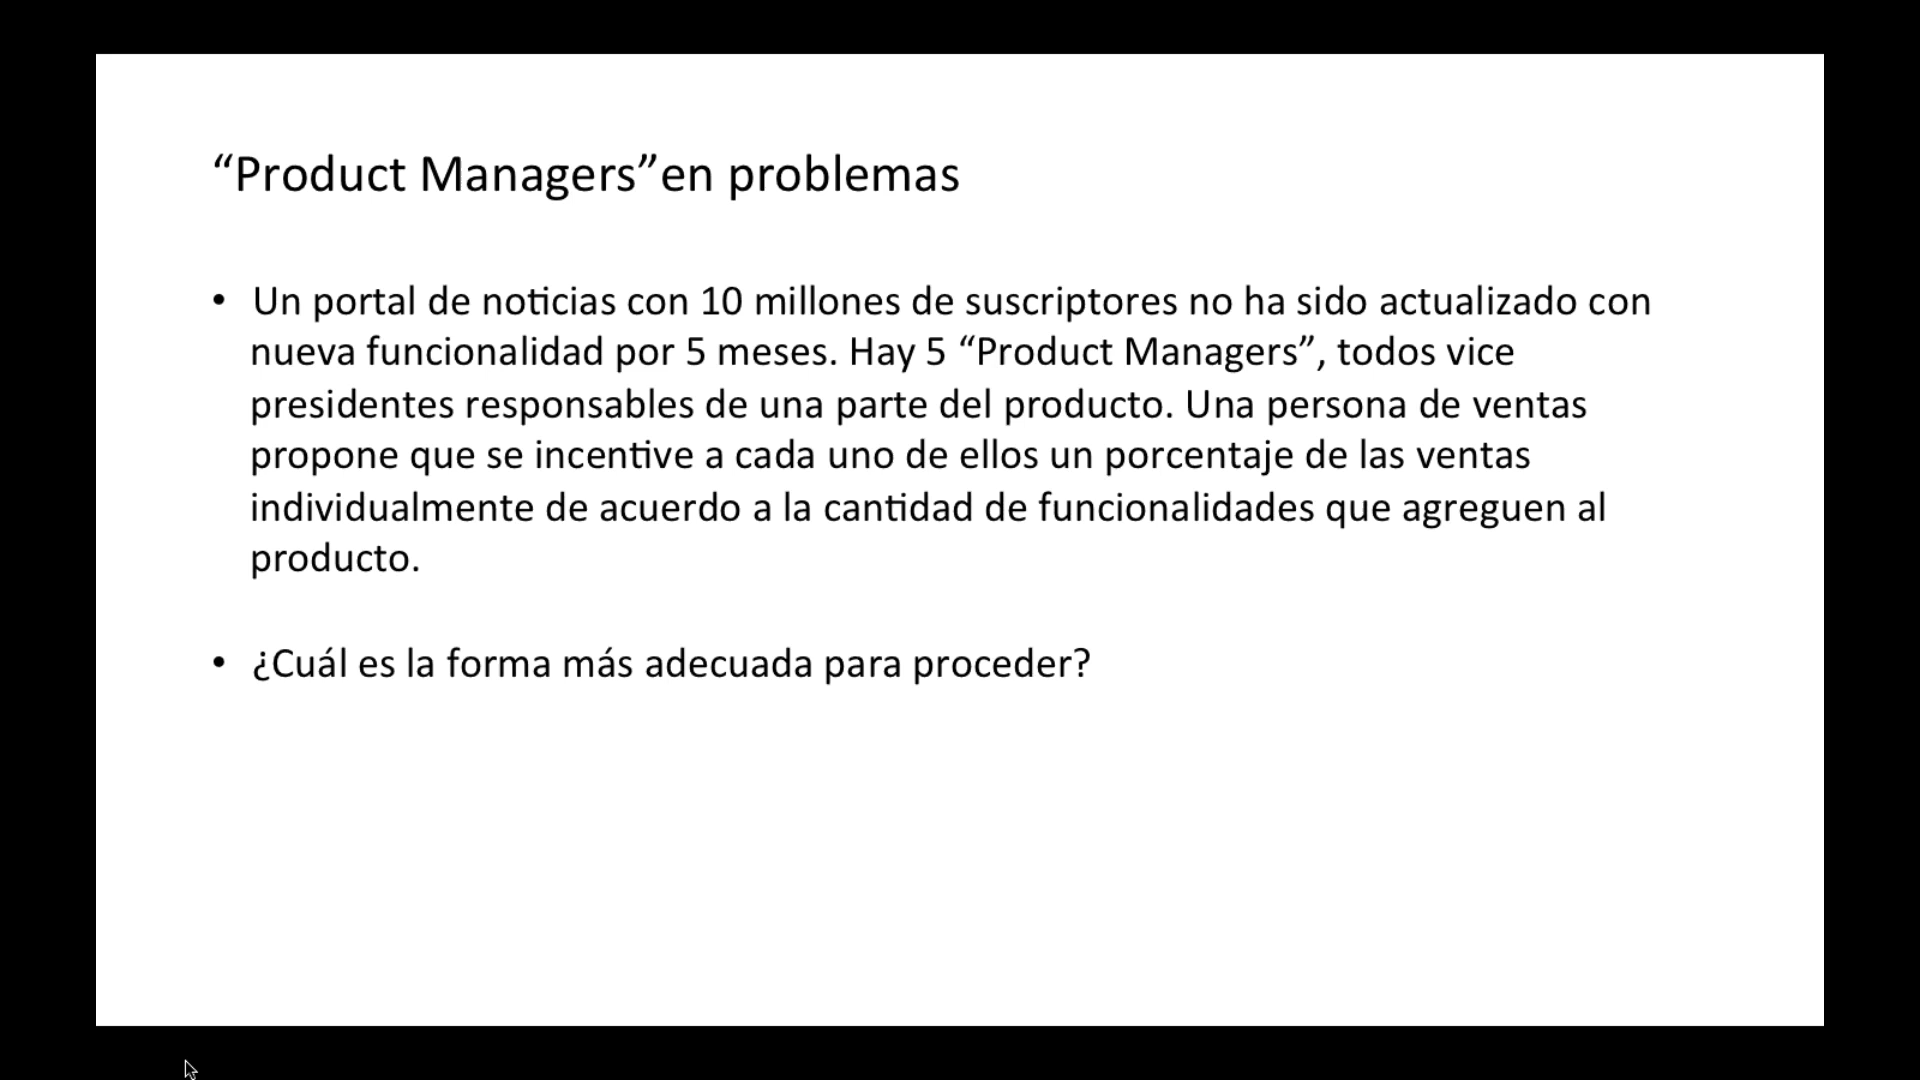 “Product Managers”en problemas
• Un portal de noticias con 10 millones de suscriptores no ha sido actualizado con
nueva funcionalidad por 5 meses. Hay 5 “Product Managers”, todos vice
presidentes responsables de una parte del producto. Una persona de ventas
propone que se incentive a cada uno de ellos un porcentaje de las ventas
individualmente de acuerdo a la cantidad de funcionalidades que agreguen al
producto.
• ¿Cuál es la forma más adecuada para proceder?